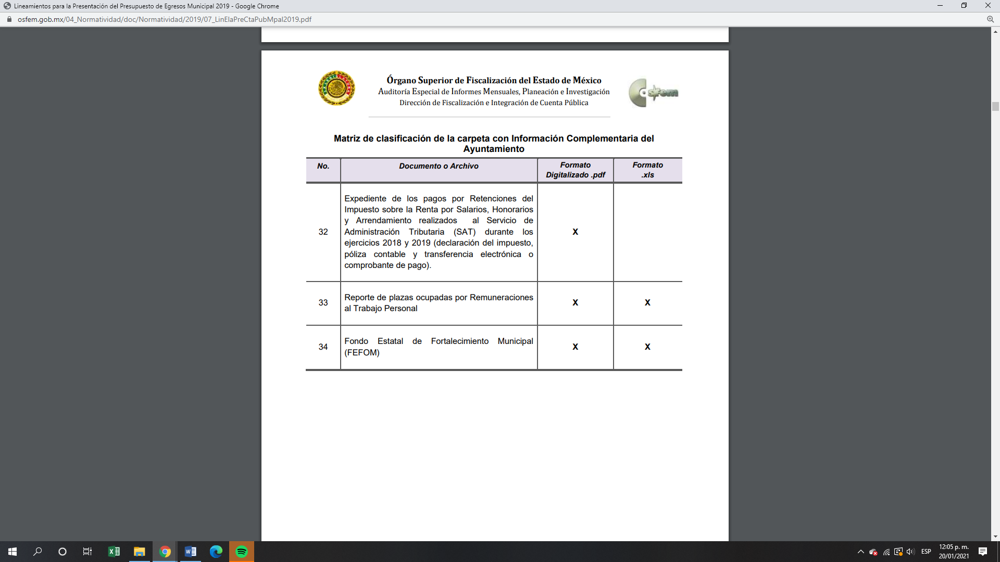 Lineamientos para la Presentación del Presupuesto de Egresos Municipal 2019 - Google Chrome
osfem.gob.mx/04_Normatividad/doc/Normatividad/2019/07_LinElaPreCtaPubMpal2019.pdf
Órgano Superior de Fiscalización del Estado de México
Auditoría Especial de Informes Mensuales, Planeación e Investigación
Dirección de Fiscalización e Integración de Cuenta Pública
osfem
Matriz de clasificación de la carpeta con Información Complementaria del
Ayuntamiento
No.
Documento o Archivo
Formato
Digitalizado .pdf
Formato
.xls
32
Expediente de los pagos por Retenciones del
Impuesto sobre la Renta por Salarios, Honorarios
y Arrendamiento realizados al Servicio de
Administración Tributaria (SAT) durante los
ejercicios 2018 y 2019 (declaración del impuesto,
póliza contable y transferencia electrónica o
comprobante de pago).
X
33
Reporte de plazas ocupadas por Remuneraciones
al Trabajo Personal
X
X
34
Fondo Estatal de Fortalecimiento Municipal
(FEFOM)
X
X
ESP
12:05 p. m.
20/01/2021